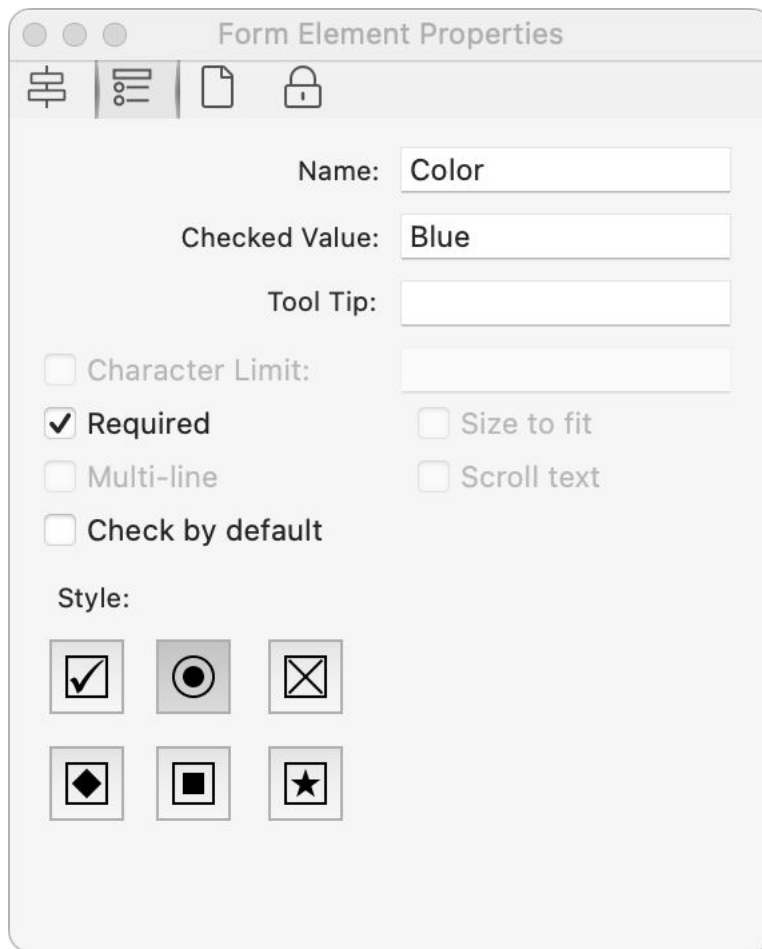 Form Element Properties
Name: Color
Checked Value: Blue
Tool Tip:
Character Limit:
Required Size to fit
Multi-line Scroll text
Check by default
Style: